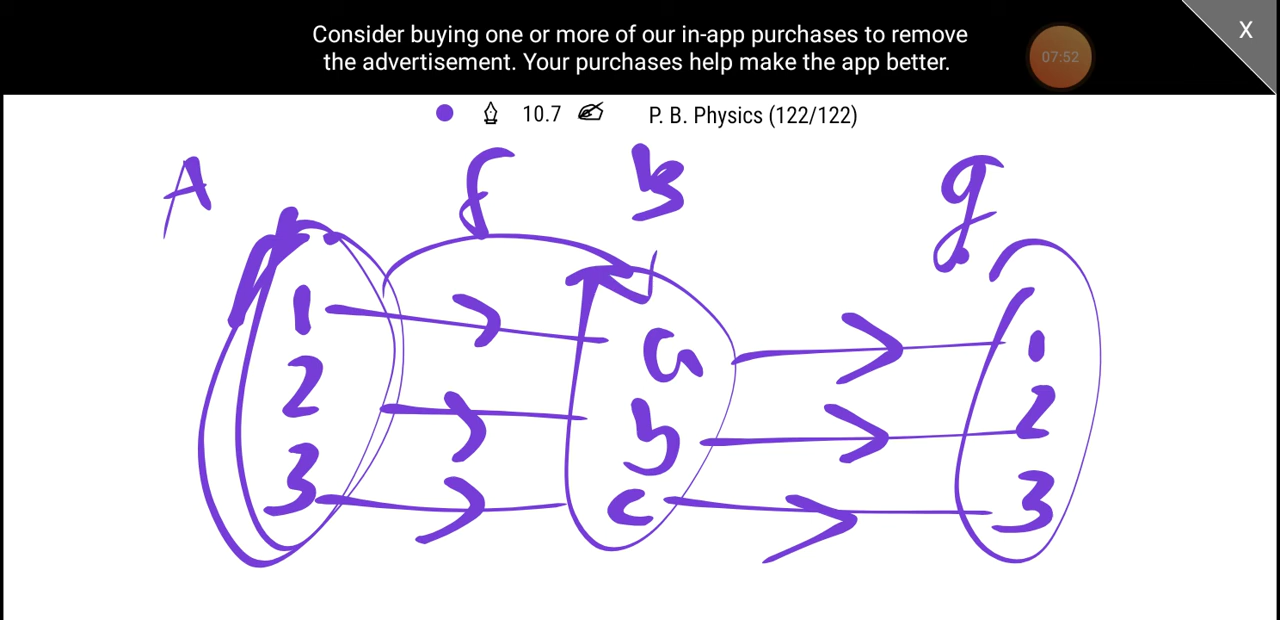 Consider buying one or more of our in-app purchases to remove
the advertisement. Your purchases help make the app better.
07:52
X
10.7 P. B. Physics (122/122)
A f B g
1 a 1
2 b 2
3 c 3